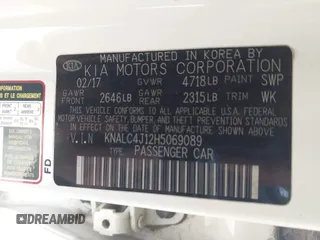 MANUFACTURED IN KOREA BY
KIA KIA MOTORS CORPORATION
02/17 GVWR 4718LB PAINT SWP
GAWR FRONT 2646LB GAWR REAR 2315LB TRIM WK
THIS VEHICLE CONFORMS TO ALL APPLICABLE
U.S. FEDERAL MOTOR VEHICLE SAFETY,
BUMPER, AND THEFT PREVENTION STANDARDS
IN EFFECT ON THE DATE OF MANUFACTURE
SHOWN ABOVE.
V.I.N KNALC4J12H5069089
TYPE: PASSENGER CAR
FD